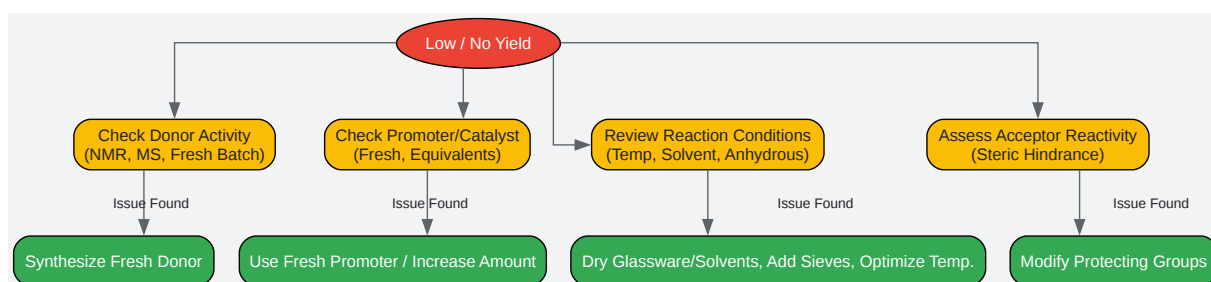 Low / No Yield
Check Donor Activity
(NMR, MS, Fresh Batch)
Check Promoter/Catalyst
(Fresh, Equivalents)
Review Reaction Conditions
(Temp, Solvent, Anhydrous)
Assess Acceptor Reactivity
(Steric Hindrance)
Issue Found
Issue Found
Issue Found
Issue Found
Synthesize Fresh Donor
Use Fresh Promoter / Increase Amount
Dry Glassware/Solvents, Add Sieves, Optimize Temp.
Modify Protecting Groups